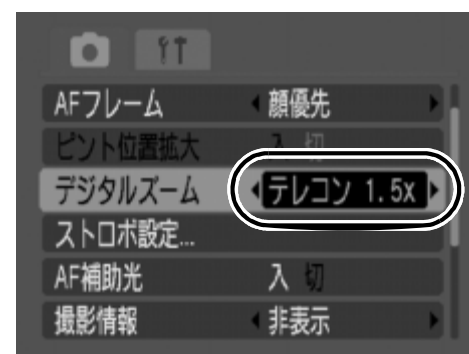 AFフレーム 顔優先
ピント位置拡大 入 切
デジタルズーム テレコン 1.5x
ストロボ設定...
AF補助光 入 切
撮影情報 非表示